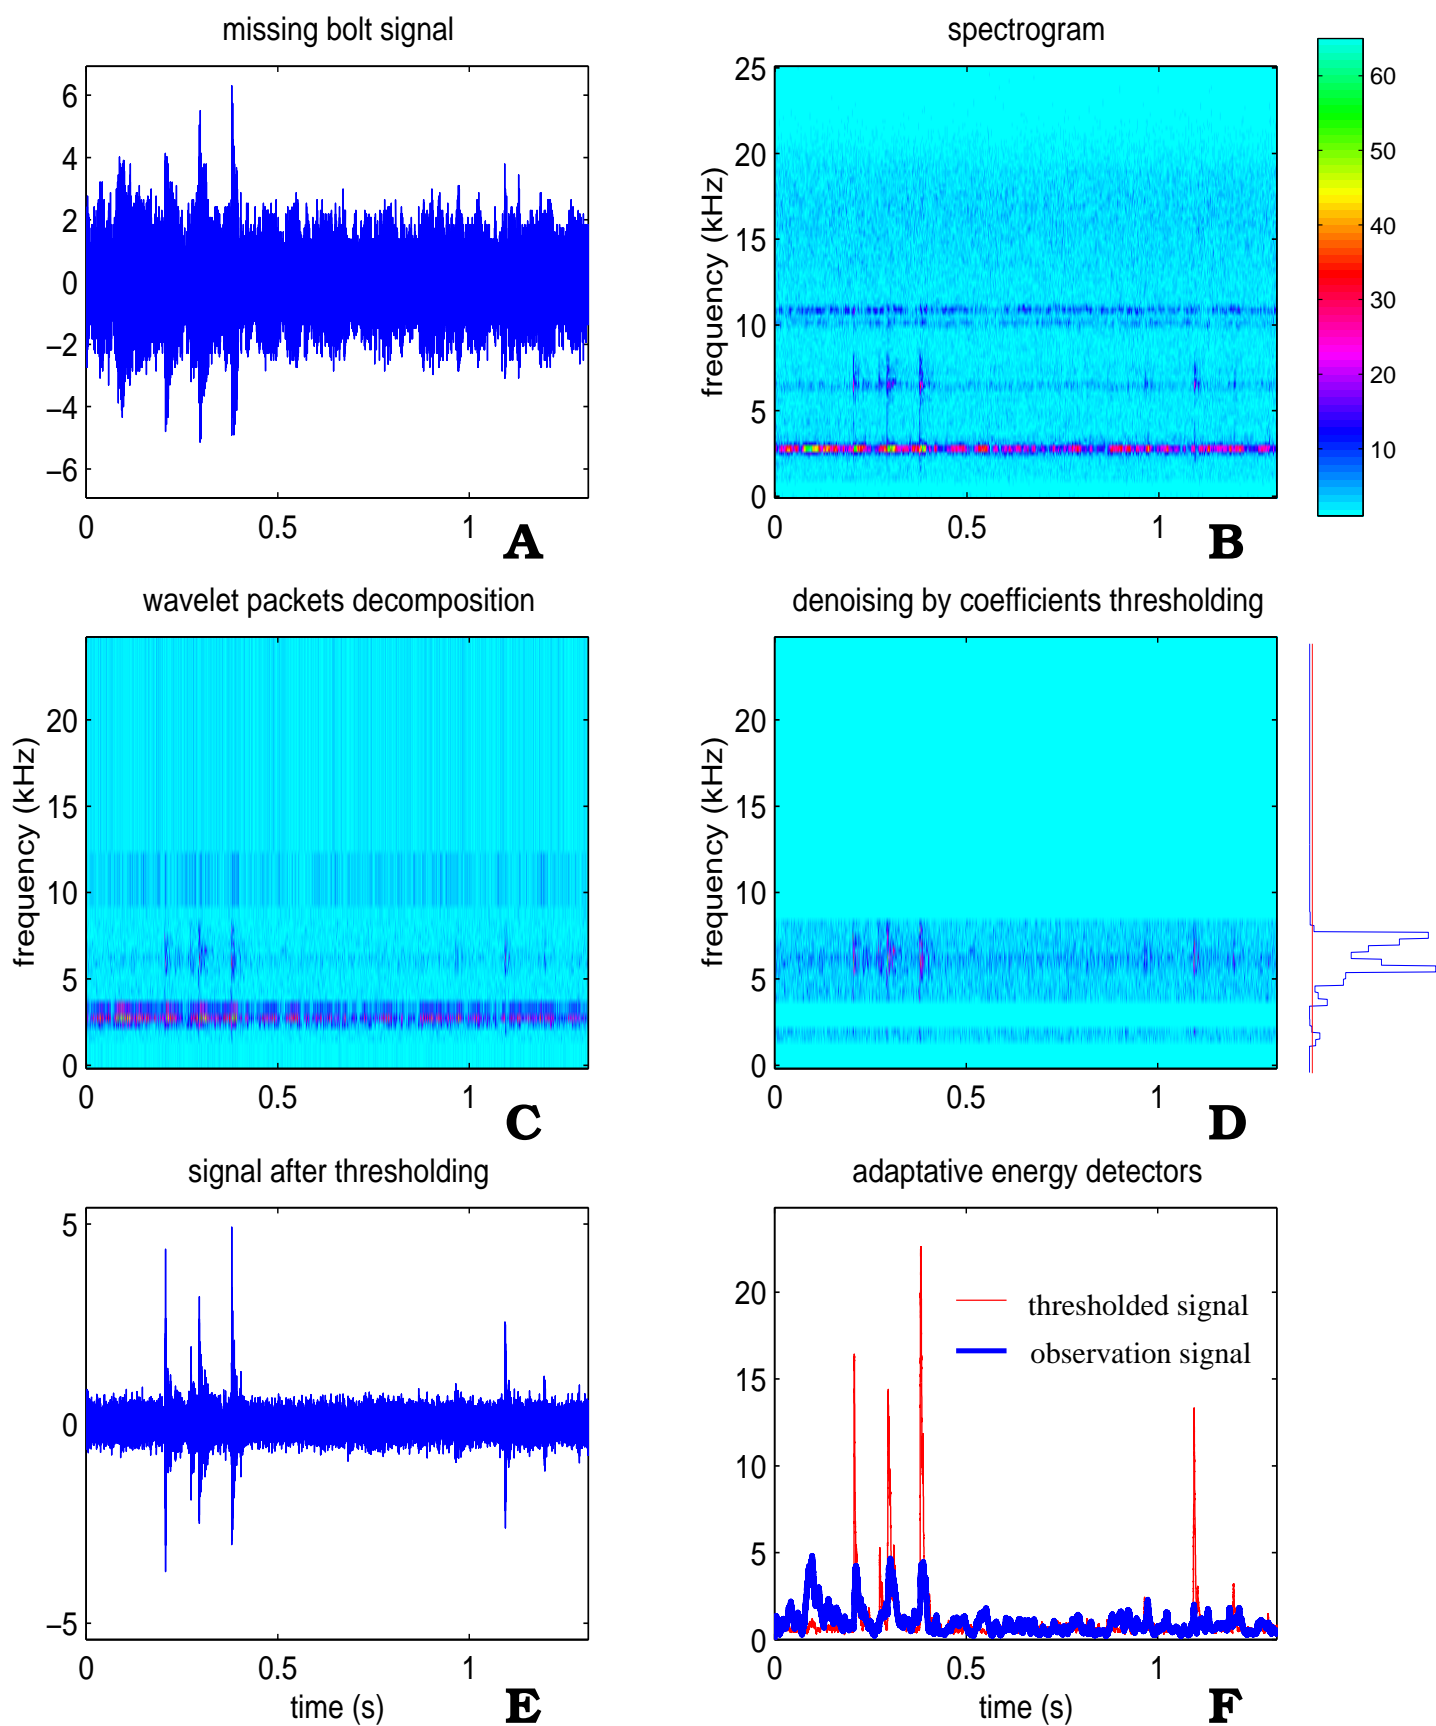 missing bolt signal
6
4
2
0
−2
−4
−6
0
0.5
1
A
spectrogram
frequency (kHz)
25
20
15
10
5
0
0
0.5
1
B
60
50
40
30
20
10
wavelet packets decomposition
frequency (kHz)
20
15
10
5
0
0
0.5
1
C
denoising by coefficients thresholding
frequency (kHz)
20
15
10
5
0
0
0.5
1
D
signal after thresholding
5
0
−5
0
0.5
1
time (s)
E
adaptative energy detectors
20
15
10
5
0
thresholded signal
observation signal
0
0.5
1
time (s)
F